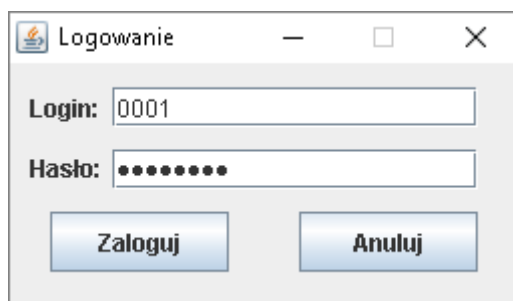 Logowanie
Login: 0001
Hasło: ••••••••
Zaloguj Anuluj